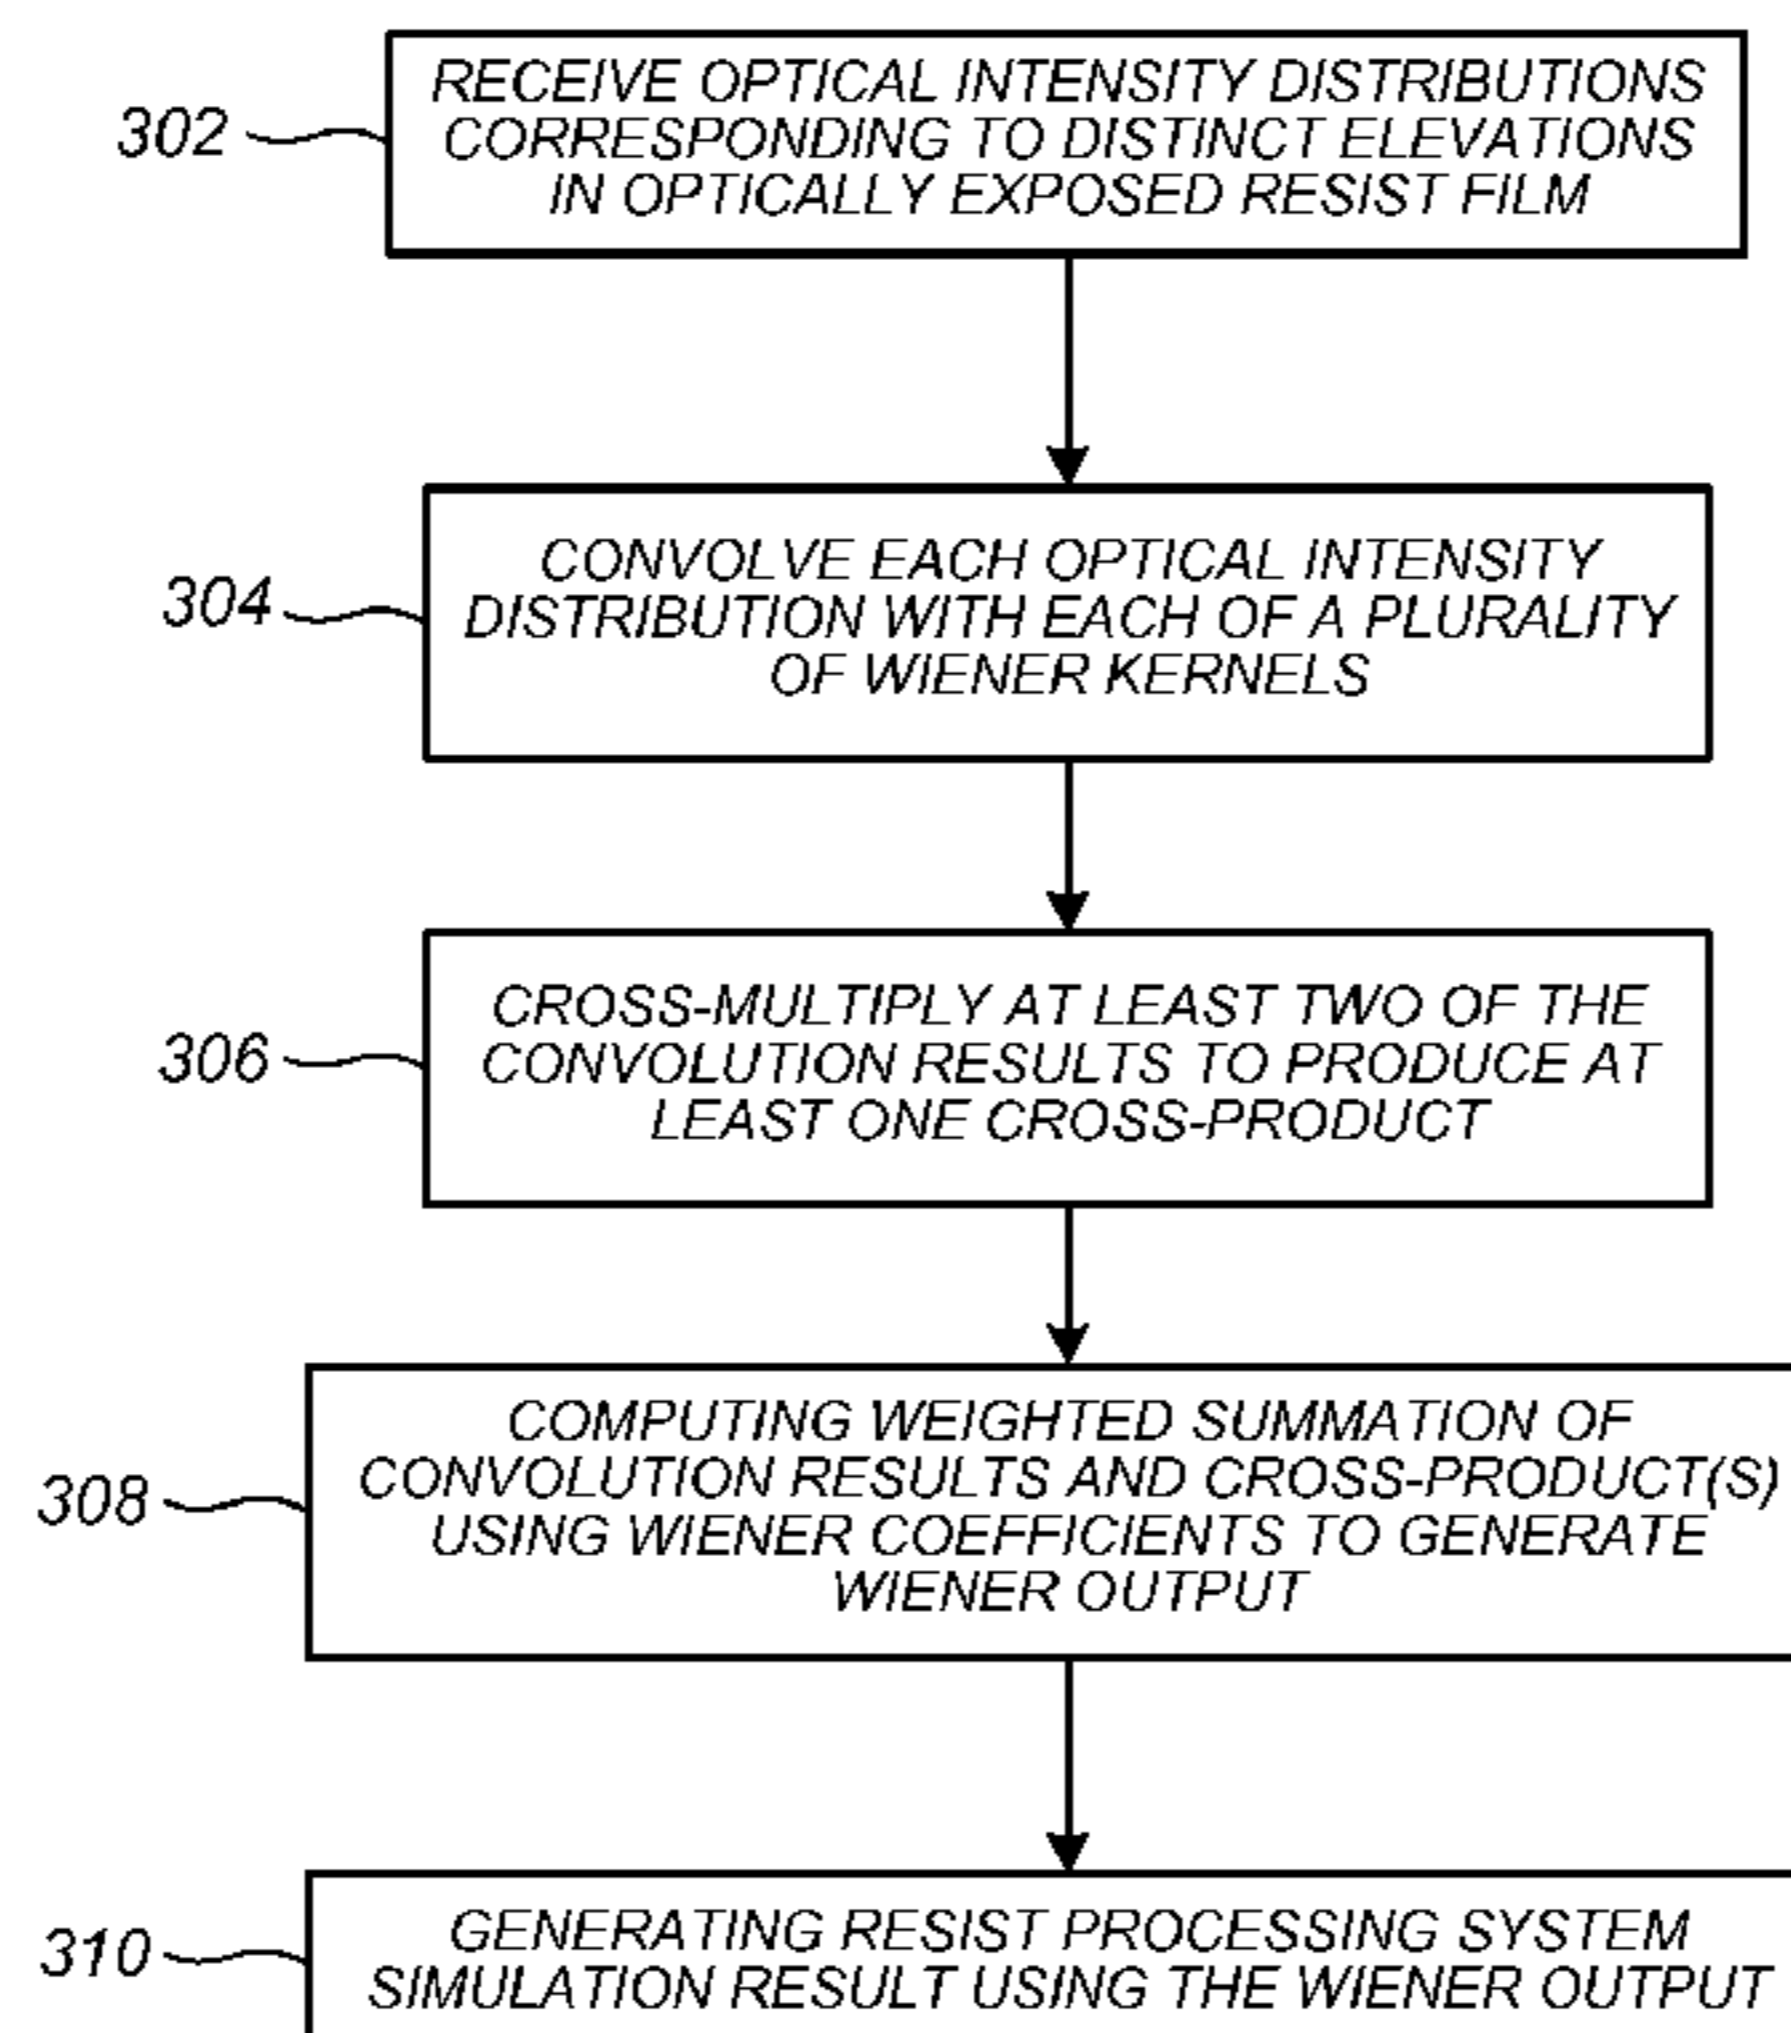 RECEIVE OPTICAL INTENSITY DISTRIBUTIONS
CORRESPONDING TO DISTINCT ELEVATIONS
IN OPTICALLY EXPOSED RESIST FILM
302
CONVOLVE EACH OPTICAL INTENSITY
DISTRIBUTION WITH EACH OF A PLURALITY
OF WIENER KERNELS
304
CROSS-MULTIPLY AT LEAST TWO OF THE
CONVOLUTION RESULTS TO PRODUCE AT
LEAST ONE CROSS-PRODUCT
306
COMPUTING WEIGHTED SUMMATION OF
CONVOLUTION RESULTS AND CROSS-PRODUCT(S)
USING WIENER COEFFICIENTS TO GENERATE
WIENER OUTPUT
308
GENERATING RESIST PROCESSING SYSTEM
SIMULATION RESULT USING THE WIENER OUTPUT
310